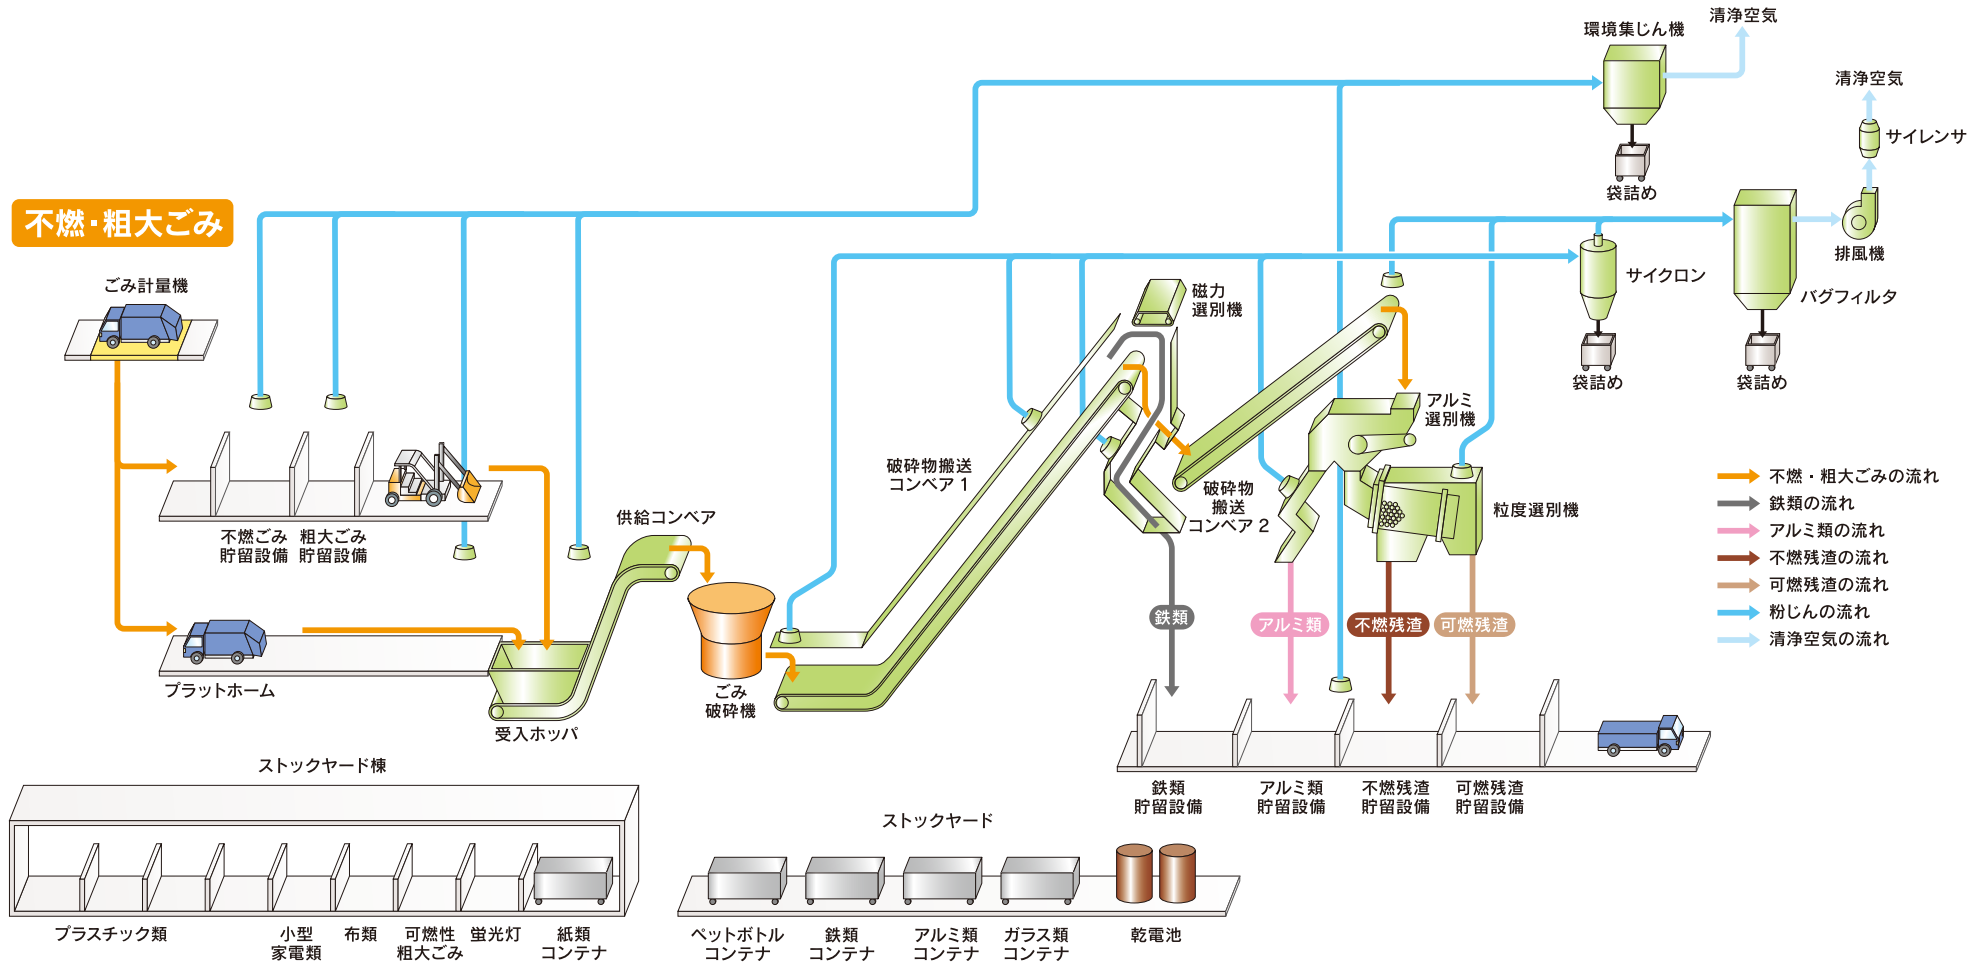 不燃・粗大ごみ
ごみ計量機
不燃ごみ
貯留設備
粗大ごみ
貯留設備
プラットホーム
受入ホッパ
供給コンベア
ごみ
破砕機
破砕物搬送
コンベア 1
磁力
選別機
破砕物
搬送
コンベア 2
アルミ
選別機
粒度選別機
環境集じん機
清浄空気
袋詰め
清浄空気
サイレンサ
排風機
サイクロン
袋詰め
バグフィルタ
袋詰め
鉄類
アルミ類
不燃残渣
可燃残渣
不燃・粗大ごみの流れ
鉄類の流れ
アルミ類の流れ
不燃残渣の流れ
可燃残渣の流れ
粉じんの流れ
清浄空気の流れ
鉄類
貯留設備
アルミ類
貯留設備
不燃残渣
貯留設備
可燃残渣
貯留設備
ストックヤード棟
プラスチック類
小型
家電類
布類
可燃性
粗大ごみ
蛍光灯
紙類
コンテナ
ストックヤード
ペットボトル
コンテナ
鉄類
コンテナ
アルミ類
コンテナ
ガラス類
コンテナ
乾電池